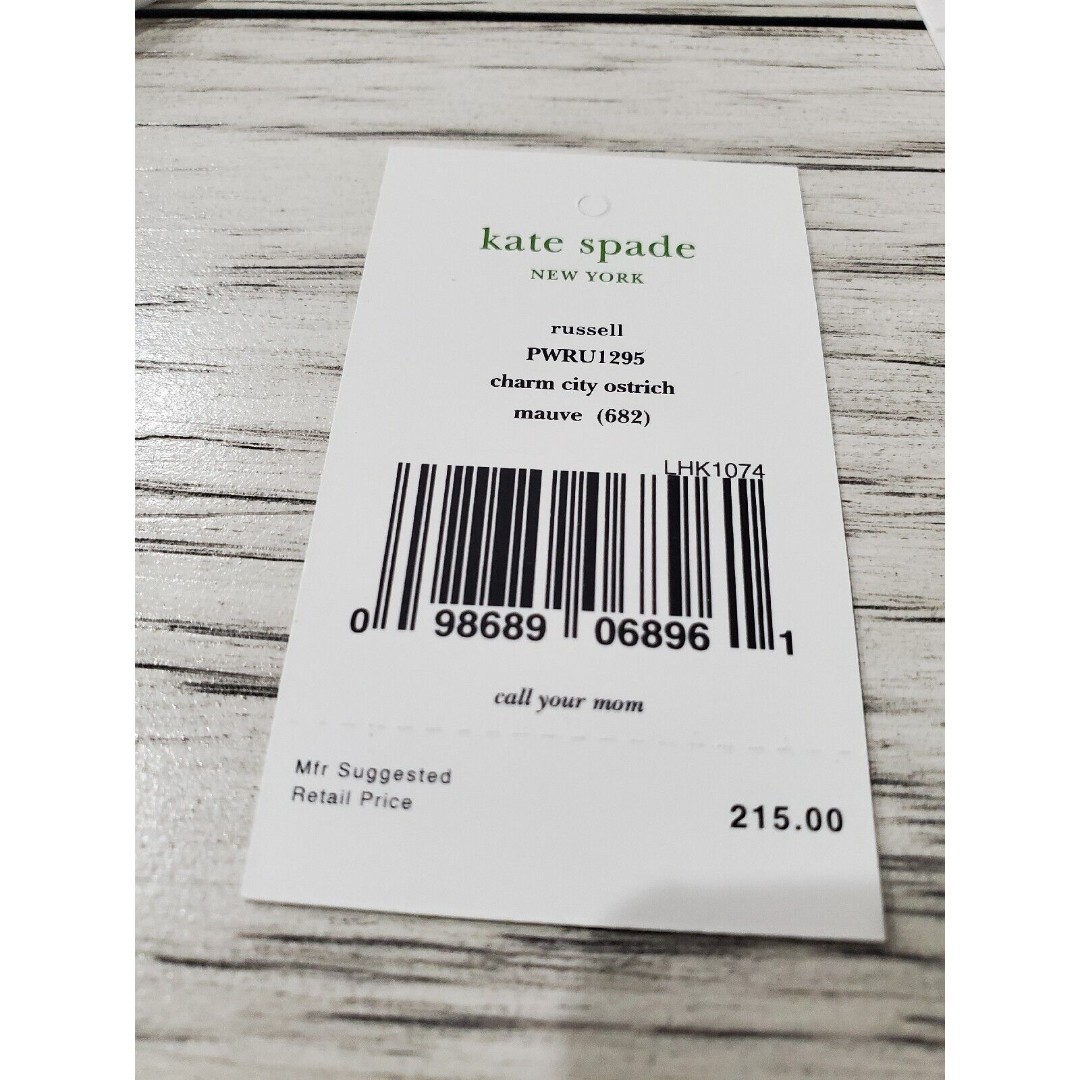 kate spade
NEW YORK
russell
PWRU1295
charm city ostrich
mauve (682)
LHK1074
0 98689 06896 1
call your mom
Mfr Suggested
Retail Price
215.00